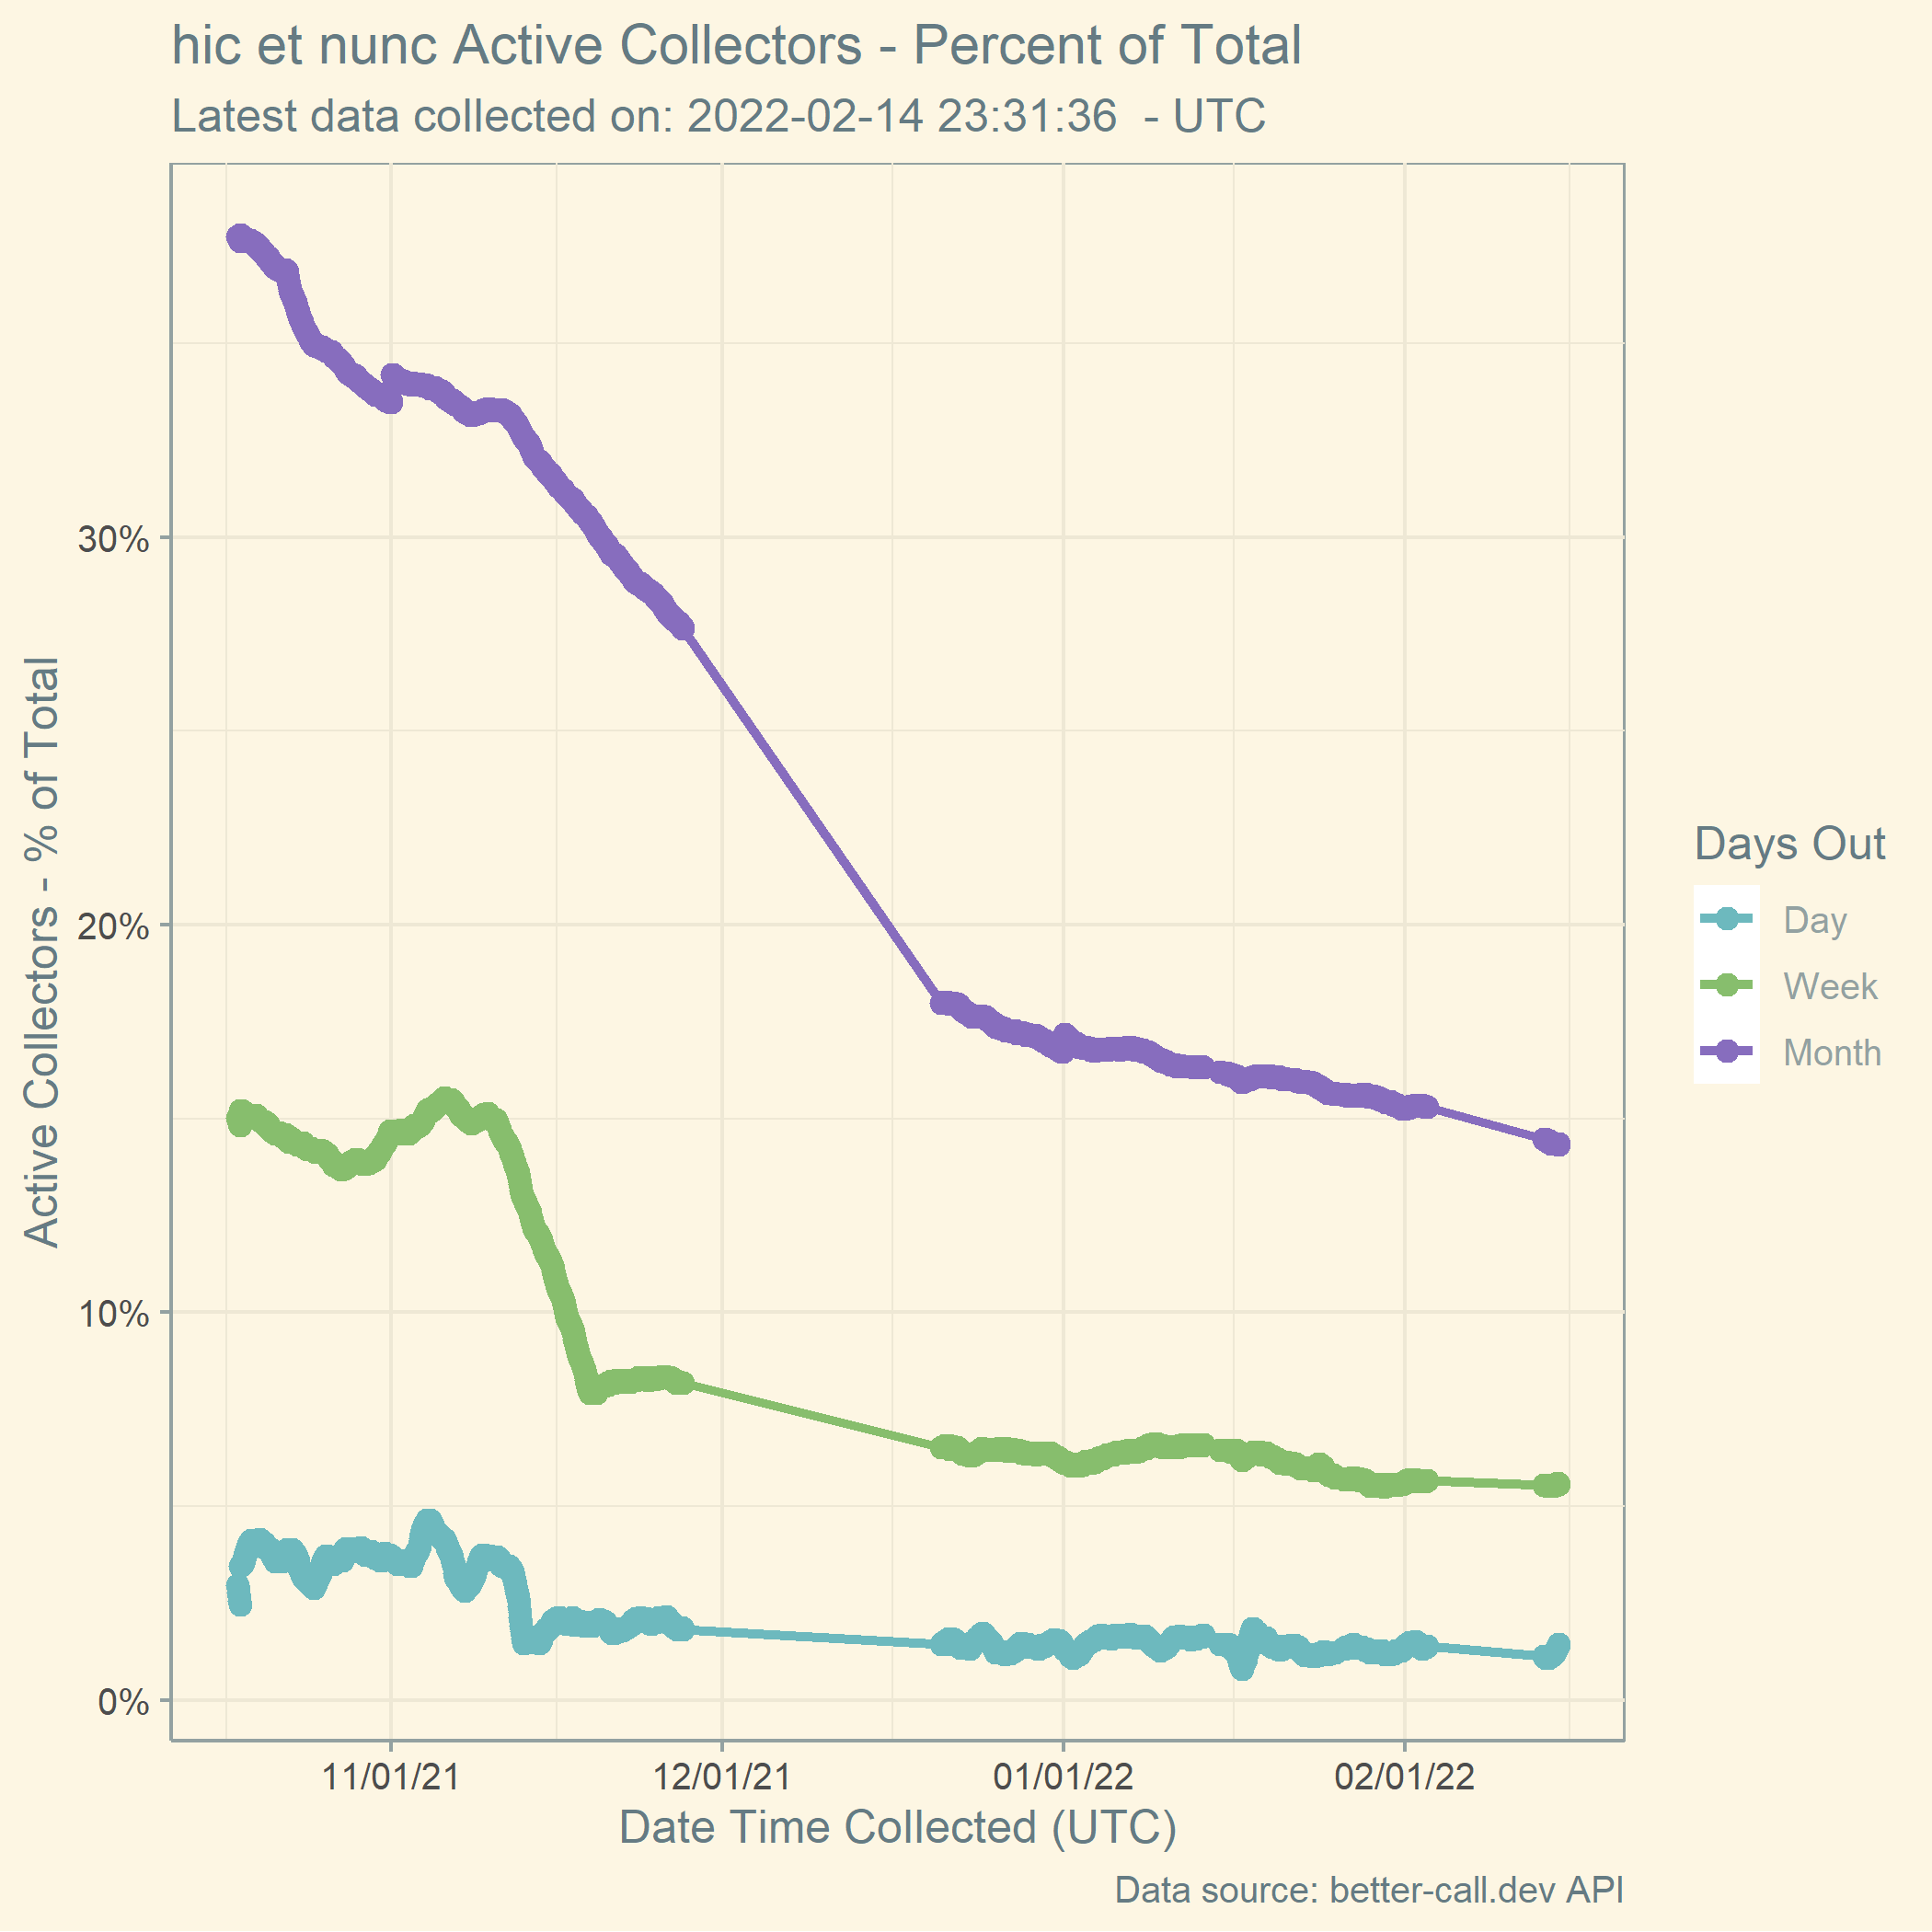 hic et nunc Active Collectors - Percent of Total
Latest data collected on: 2022-02-14 23:31:36  - UTC
Active Collectors - % of Total
30%
20%
10%
0%
11/01/21
12/01/21
01/01/22
02/01/22
Date Time Collected (UTC)
Days Out
Day
Week
Month
Data source: better-call.dev API